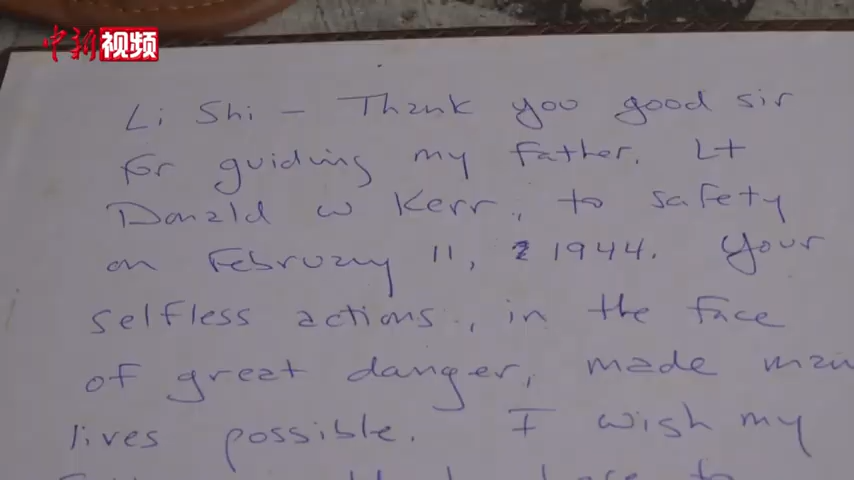 中新视频
Li Shi – Thank you good sir
for guiding my father, Lt
Donald W Kerr, to safety
on February 11, 1944. Your
selfless actions, in the face
of great danger, made
lives possible. I wish my